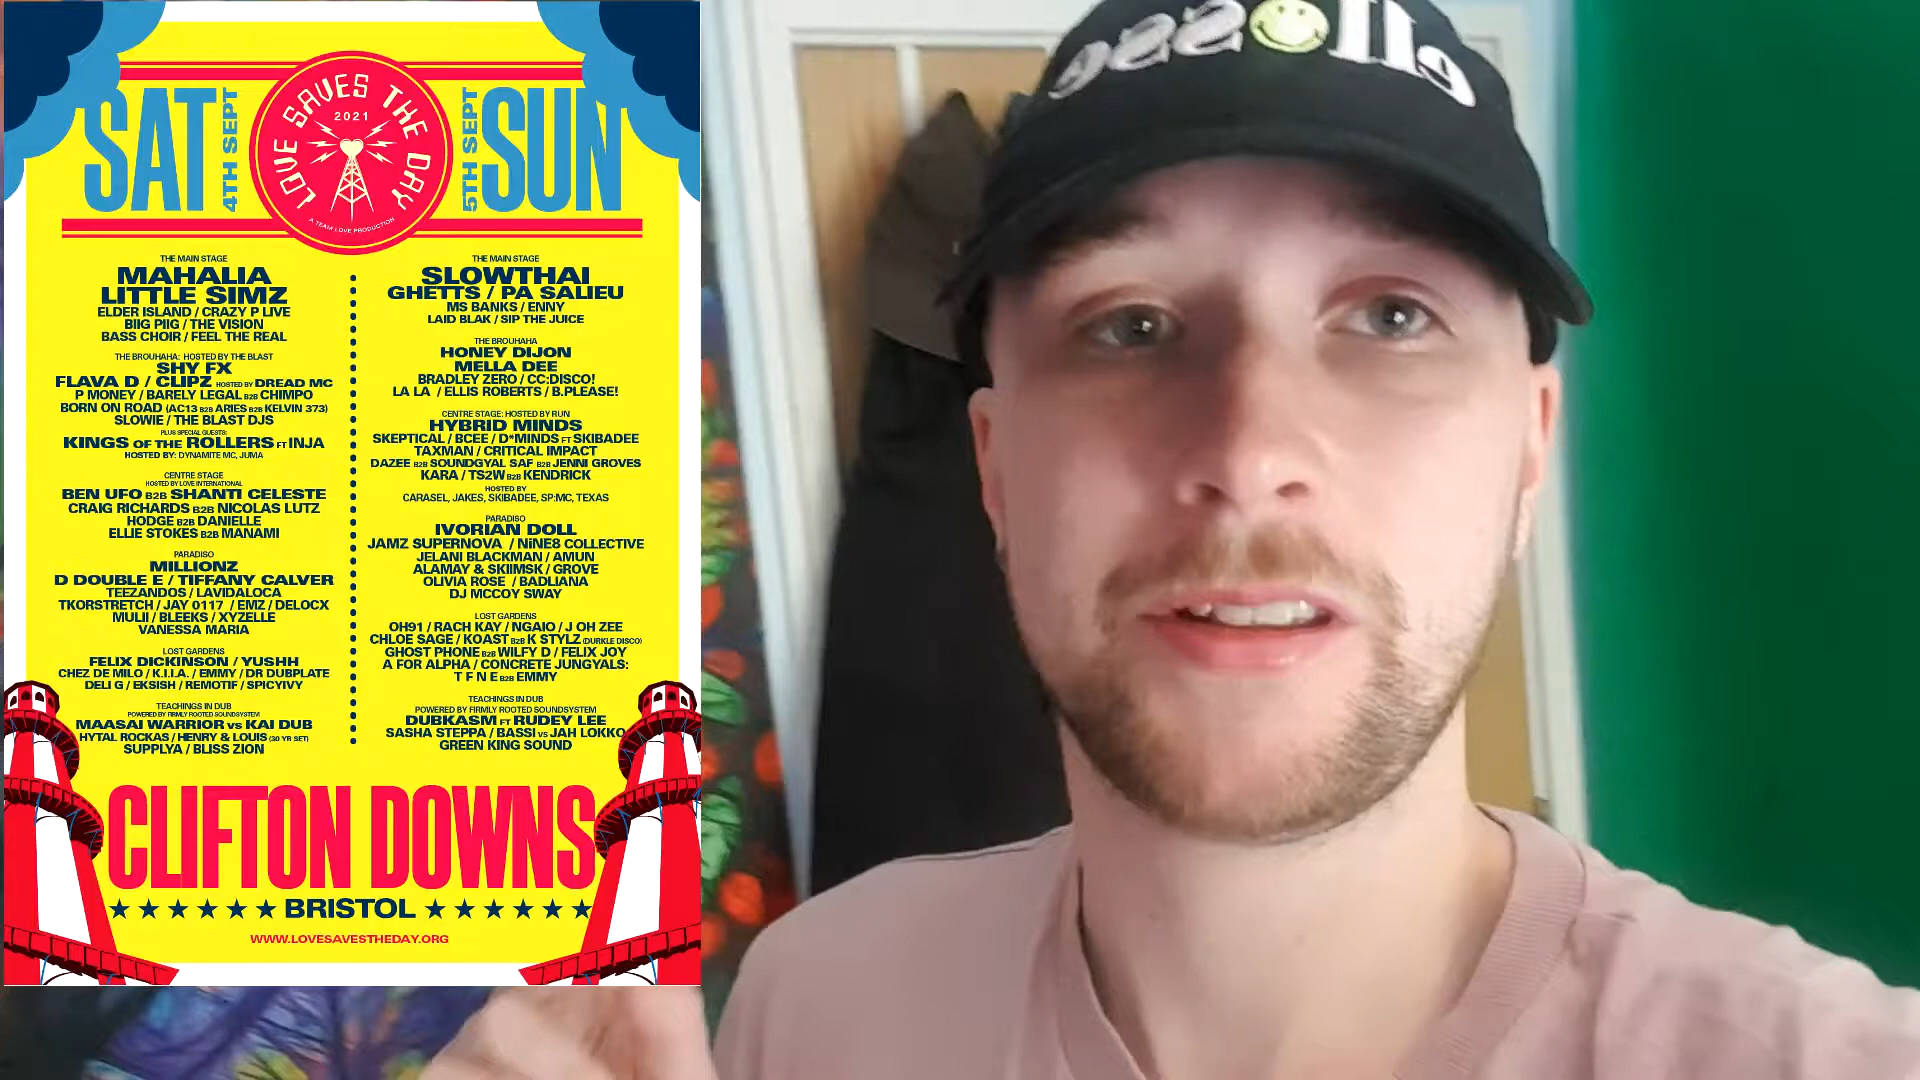 SAT
4TH SEPT
LOVE SAVES THE DAY
2021
A TEAM LOVE PRODUCTION
5TH SEPT
SUN
THE MAIN STAGE
MAHALIA
LITTLE SIMZ
ELDER ISLAND / CRAZY P LIVE
BIIG PIIG / THE VISION
BASS CHOIR / FEEL THE REAL
THE BROUHAHA: HOSTED BY THE BLAST
SHY FX
FLAVA D / CLIPZ HOSTED BY DREAD MC
P MONEY / BARELY LEGAL B2B CHIMPO
BORN ON ROAD (AC13 B2B ARIES B2B KELVIN 373)
SLOWIE / THE BLAST DJS
PLUS SPECIAL GUESTS:
KINGS OF THE ROLLERS FT INJA
HOSTED BY: DYNAMITE MC, JUMA
CENTRE STAGE
HOSTED BY LOVE INTERNATIONAL
BEN UFO B2B SHANTI CELESTE
CRAIG RICHARDS B2B NICOLAS LUTZ
HODGE B2B DANIELLE
ELLIE STOKES B2B MANAMI
PARADISO
MILLIONZ
D DOUBLE E / TIFFANY CALVER
TEEZANDOS / LAVIDALOCA
TKORSTRETCH / JAY 0117 / EMZ / DELOCX
MULII / BLEEKS / XYZELLE
VANESSA MARIA
LOST GARDENS
FELIX DICKINSON / YUSHH
CHEZ DE MILO / K.I.I.A. / EMMY / DR DUBPLATE
DELI G / EKSISH / REMOTIF / SPICYIVY
TEACHINGS IN DUB
POWERED BY FIRMLY ROOTED SOUNDSYSTEM
MAASAI WARRIOR VS KAI DUB
HYTAL ROCKAS / HENRY & LOUIS (30 YR SET)
SUPPLYA / BLISS ZION
THE MAIN STAGE
SLOWTHAI
GHETTS / PA SALIEU
MS BANKS / ENNY
LAID BLAK / SIP THE JUICE
THE BROUHAHA
HONEY DIJON
MELLA DEE
BRADLEY ZERO / CC:DISCO!
LA LA / ELLIS ROBERTS / B.PLEASE!
CENTRE STAGE: HOSTED BY RUN
HYBRID MINDS
SKEPTICAL / BCEE / D*MINDS FT SKIBADEE
TAXMAN / CRITICAL IMPACT
DAZEE B2B SOUNDGYAL SAF B2B JENNI GROVES
KARA / TS2W B2B KENDRICK
HOSTED BY
CARASEL, JAKES, SKIBADEE, SP:MC, TEXAS
PARADISO
IVORIAN DOLL
JAMZ SUPERNOVA / NiNE8 COLLECTIVE
JELANI BLACKMAN / AMUN
ALAMAY & SKIIMSK / GROVE
OLIVIA ROSE / BADLIANA
DJ MCCOY SWAY
LOST GARDENS
OH91 / RACH KAY / NGAIO / J OH ZEE
CHLOE SAGE / KOAST B2B K STYLZ (DURKLE DISCO)
GHOST PHONE B2B WILFY D / FELIX JOY
A FOR ALPHA / CONCRETE JUNGYALS:
T F N E B2B EMMY
TEACHINGS IN DUB
POWERED BY FIRMLY ROOTED SOUNDSYSTEM
DUBKASM FT RUDEY LEE
SASHA STEPPA / BASSI VS JAH LOKKO
GREEN KING SOUND
CLIFTON DOWNS
BRISTOL
WWW.LOVESAVESTHEDAY.ORG